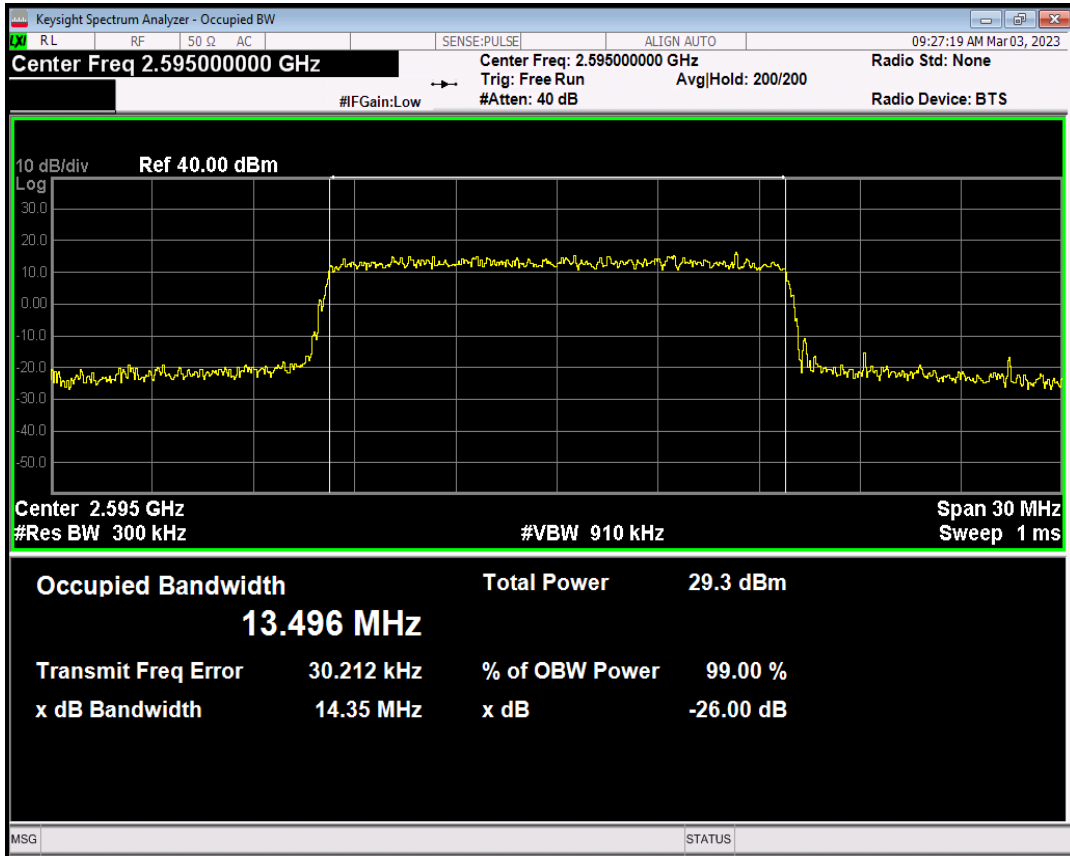 Keysight Spectrum Analyzer - Occupied BW
LXI RL RF 50 Ω AC SENSE:PULSE ALIGN AUTO 09:27:19 AM Mar 03, 2023
Center Freq 2.595000000 GHz Center Freq: 2.595000000 GHz Radio Std: None
Trig: Free Run Avg|Hold: 200/200
#IFGain:Low #Atten: 40 dB Radio Device: BTS
10 dB/div Ref 40.00 dBm
Log
30.0
20.0
10.0
0.00
-10.0
-20.0
-30.0
-40.0
-50.0
Center 2.595 GHz Span 30 MHz
#Res BW 300 kHz #VBW 910 kHz Sweep 1 ms
Occupied Bandwidth Total Power 29.3 dBm
13.496 MHz
Transmit Freq Error 30.212 kHz % of OBW Power 99.00 %
x dB Bandwidth 14.35 MHz x dB -26.00 dB
MSG STATUS